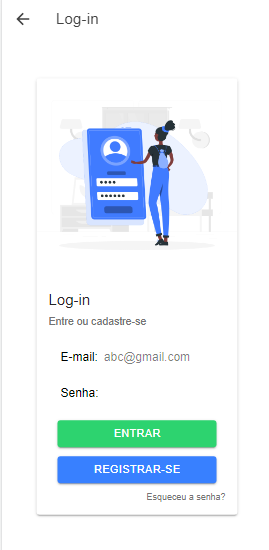 Log-in
Log-in
Entre ou cadastre-se
E-mail: abc@gmail.com
Senha:
ENTRAR
REGISTRAR-SE
Esqueceu a senha?